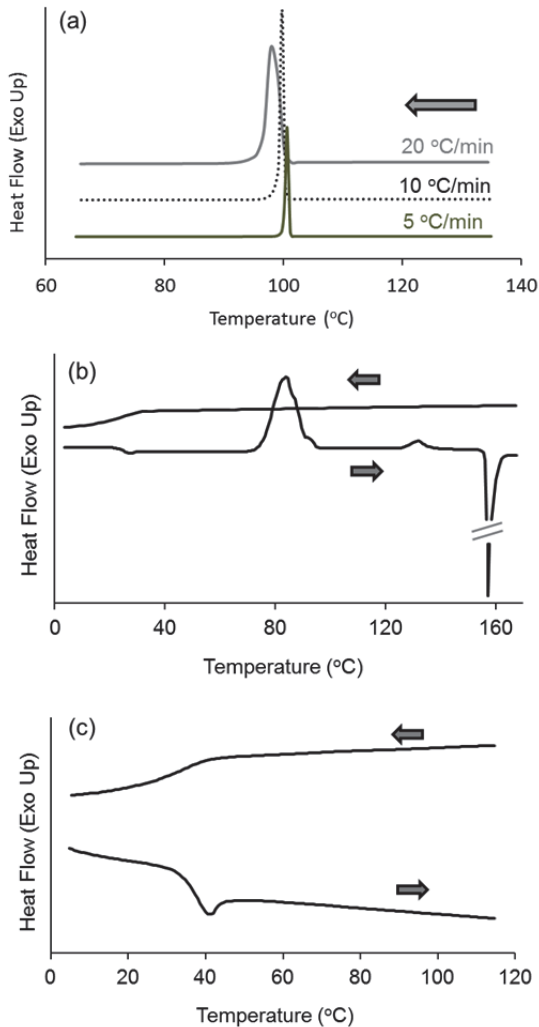 (a)
Heat Flow (Exo Up)
20 °C/min
10 °C/min
5 °C/min
60 80 100 120 140
Temperature (°C)
(b)
Heat Flow (Exo Up)
0 40 80 120 160
Temperature (°C)
(c)
Heat Flow (Exo Up)
0 20 40 60 80 100 120
Temperature (°C)